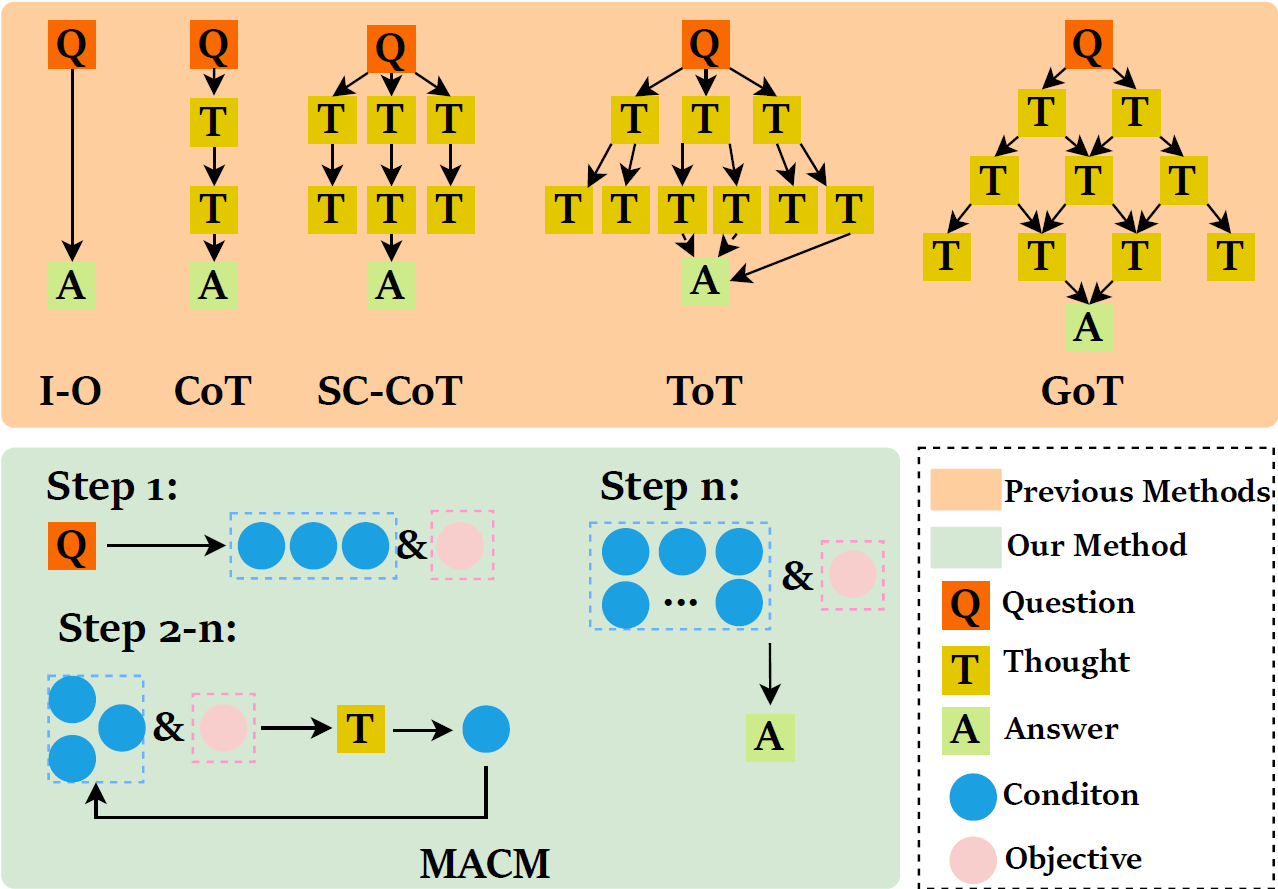 Q Q Q Q Q
T T T T T T T T T T
T T T T T T T T T T T T T
T T T T
A A A A A
I-O CoT SC-CoT ToT GoT
Step 1:
Q & 
Step 2-n:
& T
Step n:
... &
A
MACM
Previous Methods
Our Method
Q Question
T Thought
A Answer
Conditon
Objective